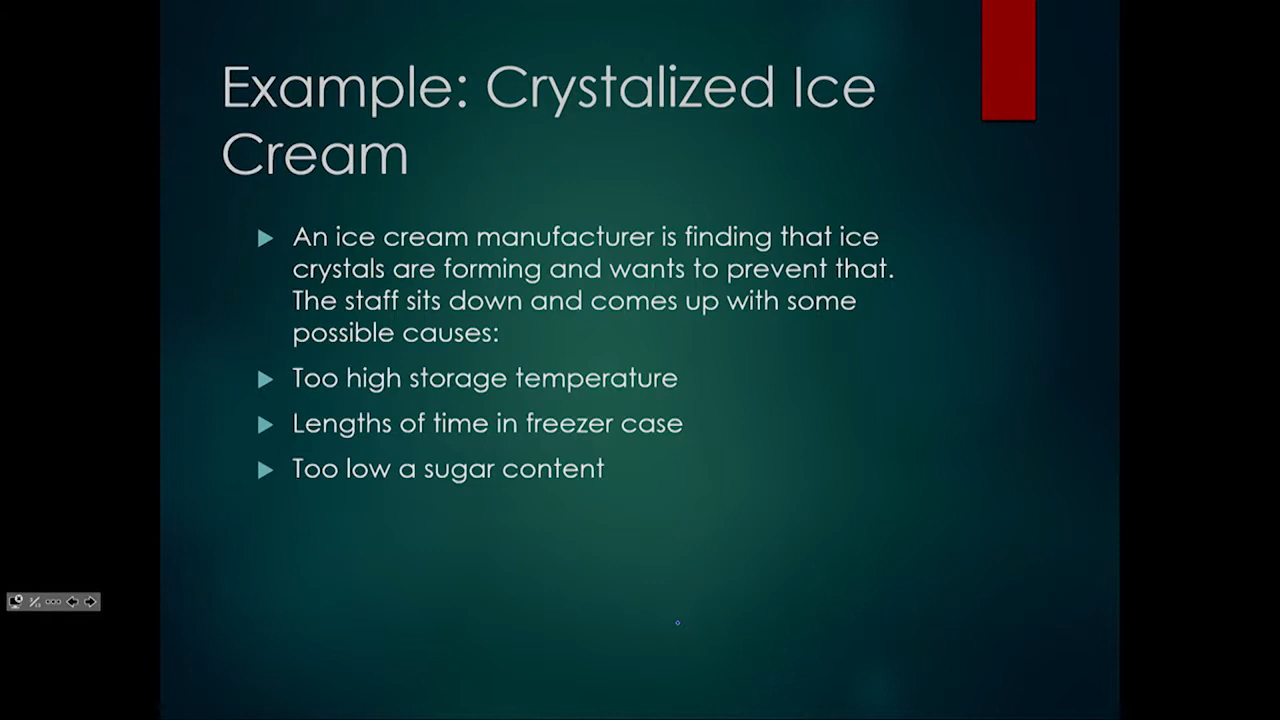 Example: Crystalized Ice
Cream
An ice cream manufacturer is finding that ice
crystals are forming and wants to prevent that.
The staff sits down and comes up with some
possible causes:
Too high storage temperature
Lengths of time in freezer case
Too low a sugar content